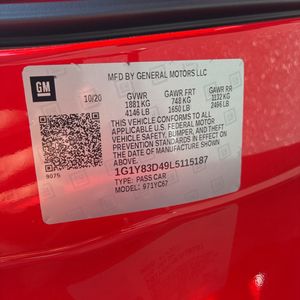 GM
MFD BY GENERAL MOTORS LLC
10/20
GVWR GAWR FRT GAWR RR
1881 KG 748 KG 1132 KG
4146 LB 1650 LB 2496 LB
THIS VEHICLE CONFORMS TO ALL
APPLICABLE U.S. FEDERAL MOTOR
VEHICLE SAFETY, BUMPER, AND THEFT
PREVENTION STANDARDS IN EFFECT ON
THE DATE OF MANUFACTURE SHOWN ABOVE.
1G1Y83D49L5115187
TYPE: PASS CAR
MODEL: 971YC67
9075